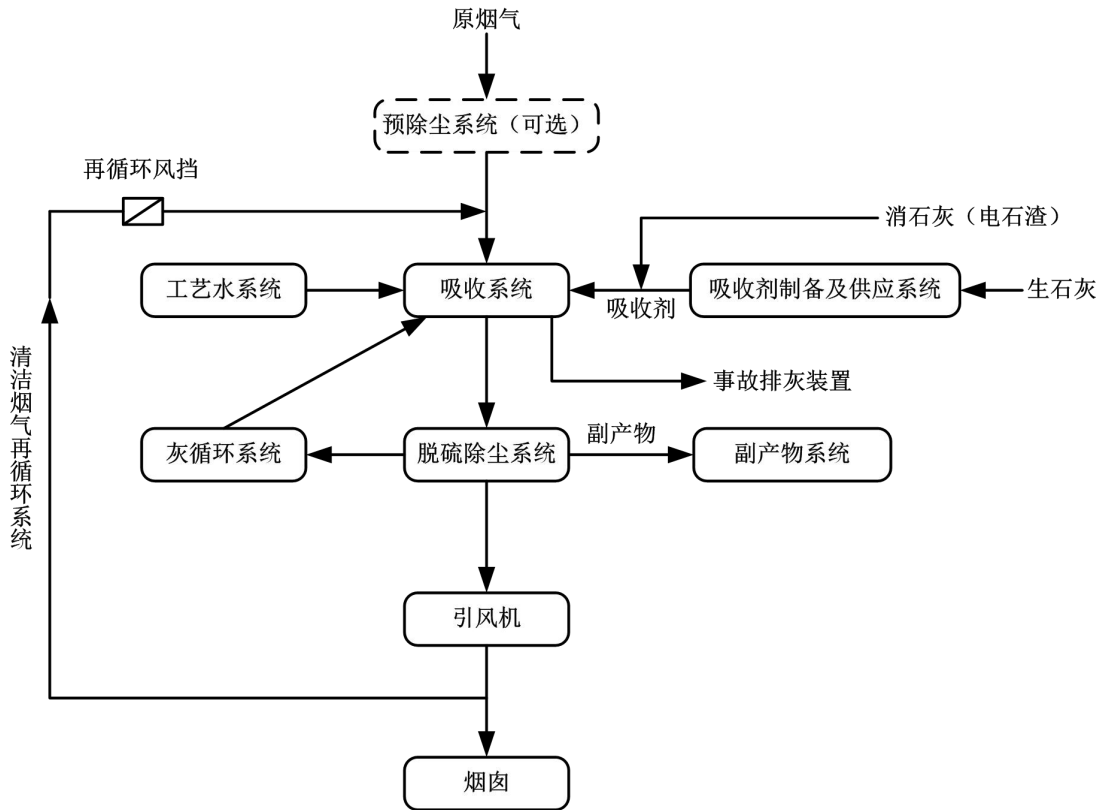 原烟气
预除尘系统（可选）
再循环风挡
消石灰（电石渣）
工艺水系统
吸收系统
吸收剂制备及供应系统
生石灰
吸收剂
清洁烟气再循环系统
事故排灰装置
灰循环系统
脱硫除尘系统
副产物
副产物系统
引风机
烟囱